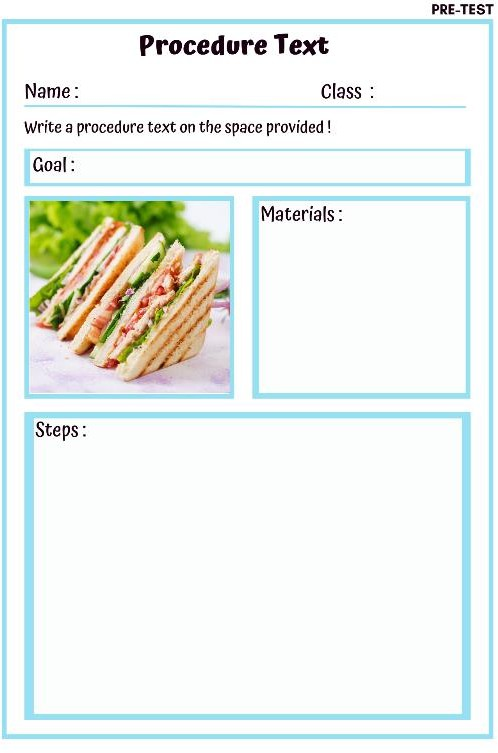 PRE-TEST
Procedure Text
Name : Class :
Write a procedure text on the space provided !
Goal :
Materials :
Steps :